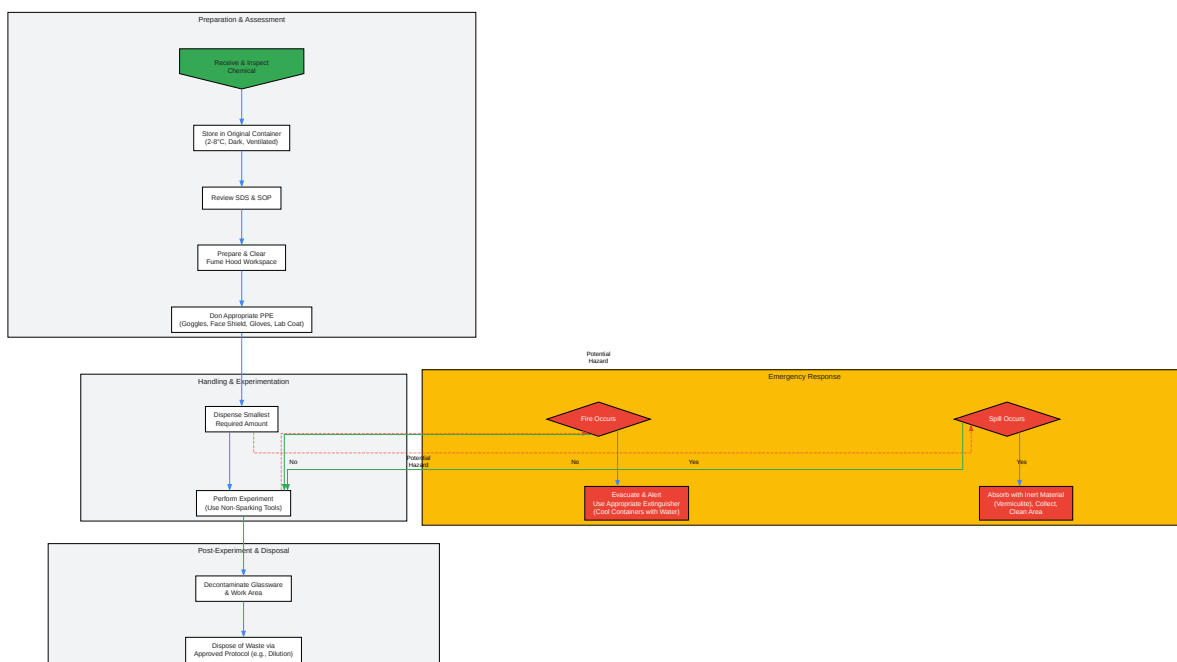 Preparation & Assessment
Receive & Inspect
Chemical
Store in Original Container
(2-8°C, Dark, Ventilated)
Review SDS & SOP
Prepare & Clear
Fume Hood Workspace
Don Appropriate PPE
(Goggles, Face Shield, Gloves, Lab Coat)
Potential
Hazard
Emergency Response
Handling & Experimentation
Dispense Smallest
Required Amount
Fire Occurs
Spill Occurs
No
Potential
Hazard
No
Yes
Yes
Perform Experiment
(Use Non-Sparking Tools)
Evacuate & Alert
Use Appropriate Extinguisher
(Cool Containers with Water)
Absorb with Inert Material
(Vermiculite), Collect,
Clean Area
Post-Experiment & Disposal
Decontaminate Glassware
& Work Area
Dispose of Waste via
Approved Protocol (e.g., Dilution)